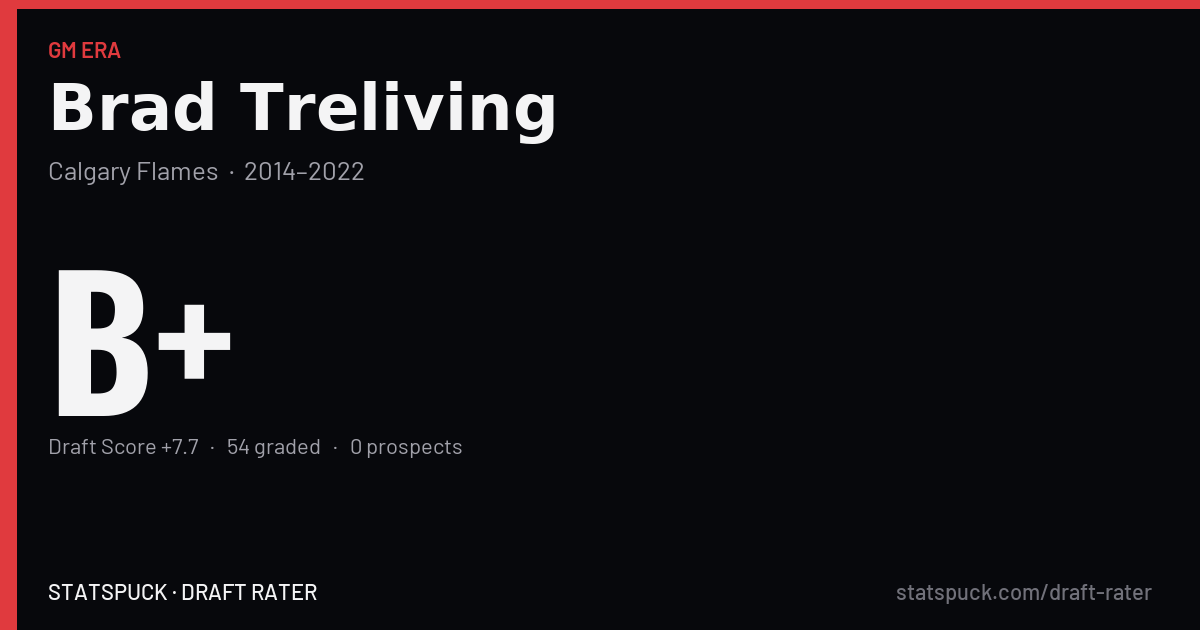 GM ERA
Brad Treliving
Calgary Flames · 2014–2022
B+
Draft Score +7.7 · 54 graded · 0 prospects
STATSPUCK · DRAFT RATER
statspuck.com/draft-rater